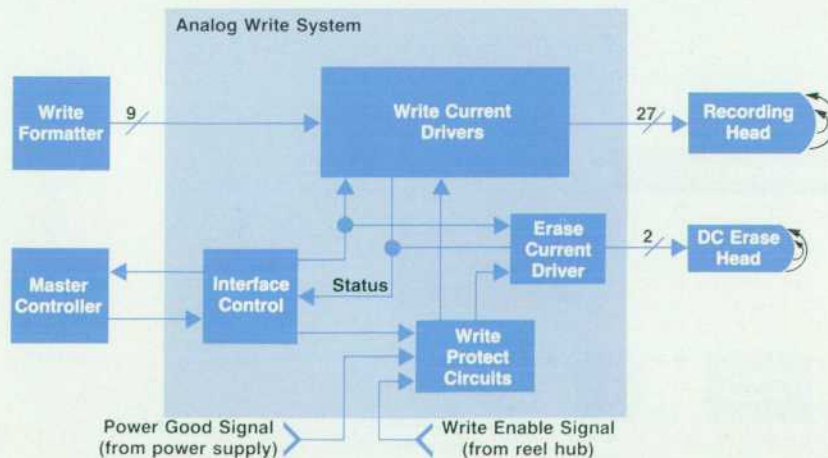 Analog Write System
Write
Formatter
9
Write Current
Drivers
27
Recording
Head
Master
Controller
Interface
Control
Status
Erase
Current
Driver
2
DC Erase
Head
Write
Protect
Circuits
Power Good Signal
(from power supply)
Write Enable Signal
(from reel hub)